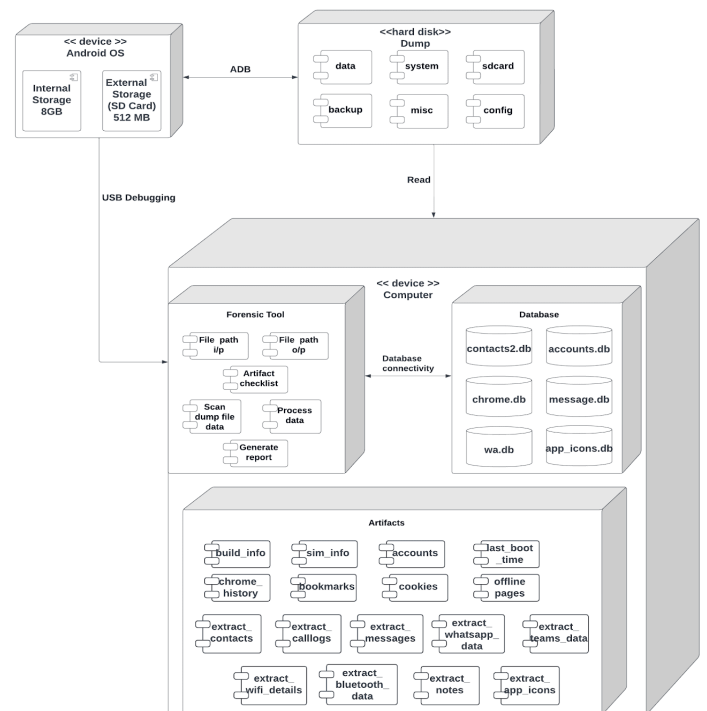 << device >>
Android OS
Internal
Storage
8GB
External
Storage
(SD Card)
512 MB
ADB
<<hard disk>>
Dump
data
system
sdcard
backup
misc
config
USB Debugging
Read
<< device >>
Computer
Forensic Tool
File path
i/p
File path
o/p
Artifact
checklist
Scan
dump file
data
Process
data
Generate
report
Database
connectivity
Database
contacts2.db
accounts.db
chrome.db
message.db
wa.db
app_icons.db
Artifacts
build_info
sim_info
accounts
last_boot
_time
chrome_
history
bookmarks
cookies
offline
pages
extract_
contacts
extract_
calllogs
extract_
messages
extract_
whatsapp_
data
extract_
teams_data
extract_
wifi_details
extract_
bluetooth_
data
extract_
notes
extract_
app_icons